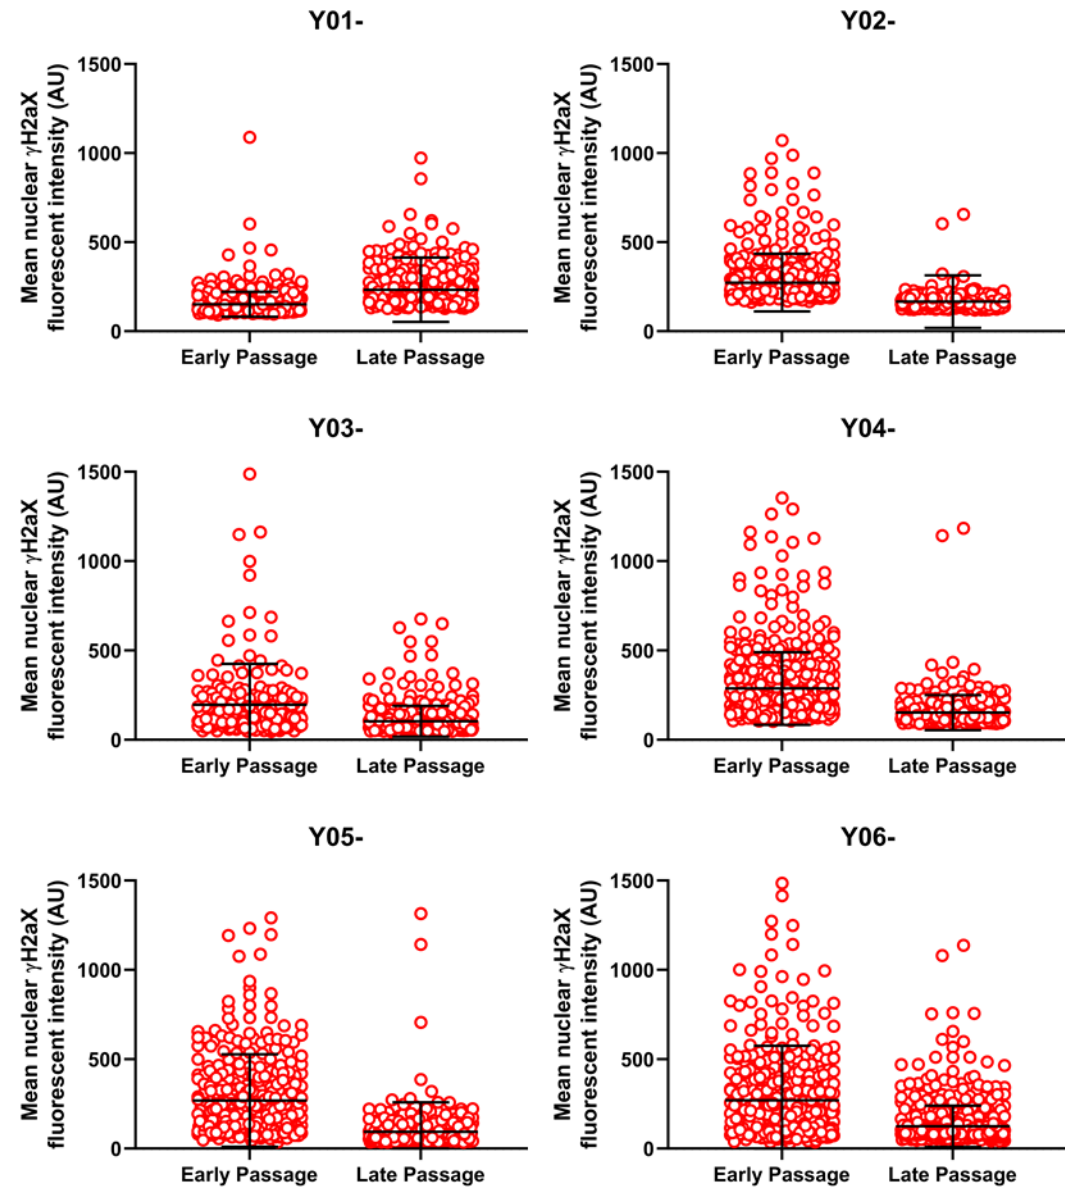 Y01-
Mean nuclear γH2aX
fluorescent intensity (AU)
1500
1000
500
0
Early Passage
Late Passage
Y02-
Mean nuclear γH2aX
fluorescent intensity (AU)
1500
1000
500
0
Early Passage
Late Passage
Y03-
Mean nuclear γH2aX
fluorescent intensity (AU)
1500
1000
500
0
Early Passage
Late Passage
Y04-
Mean nuclear γH2aX
fluorescent intensity (AU)
1500
1000
500
0
Early Passage
Late Passage
Y05-
Mean nuclear γH2aX
fluorescent intensity (AU)
1500
1000
500
0
Early Passage
Late Passage
Y06-
Mean nuclear γH2aX
fluorescent intensity (AU)
1500
1000
500
0
Early Passage
Late Passage